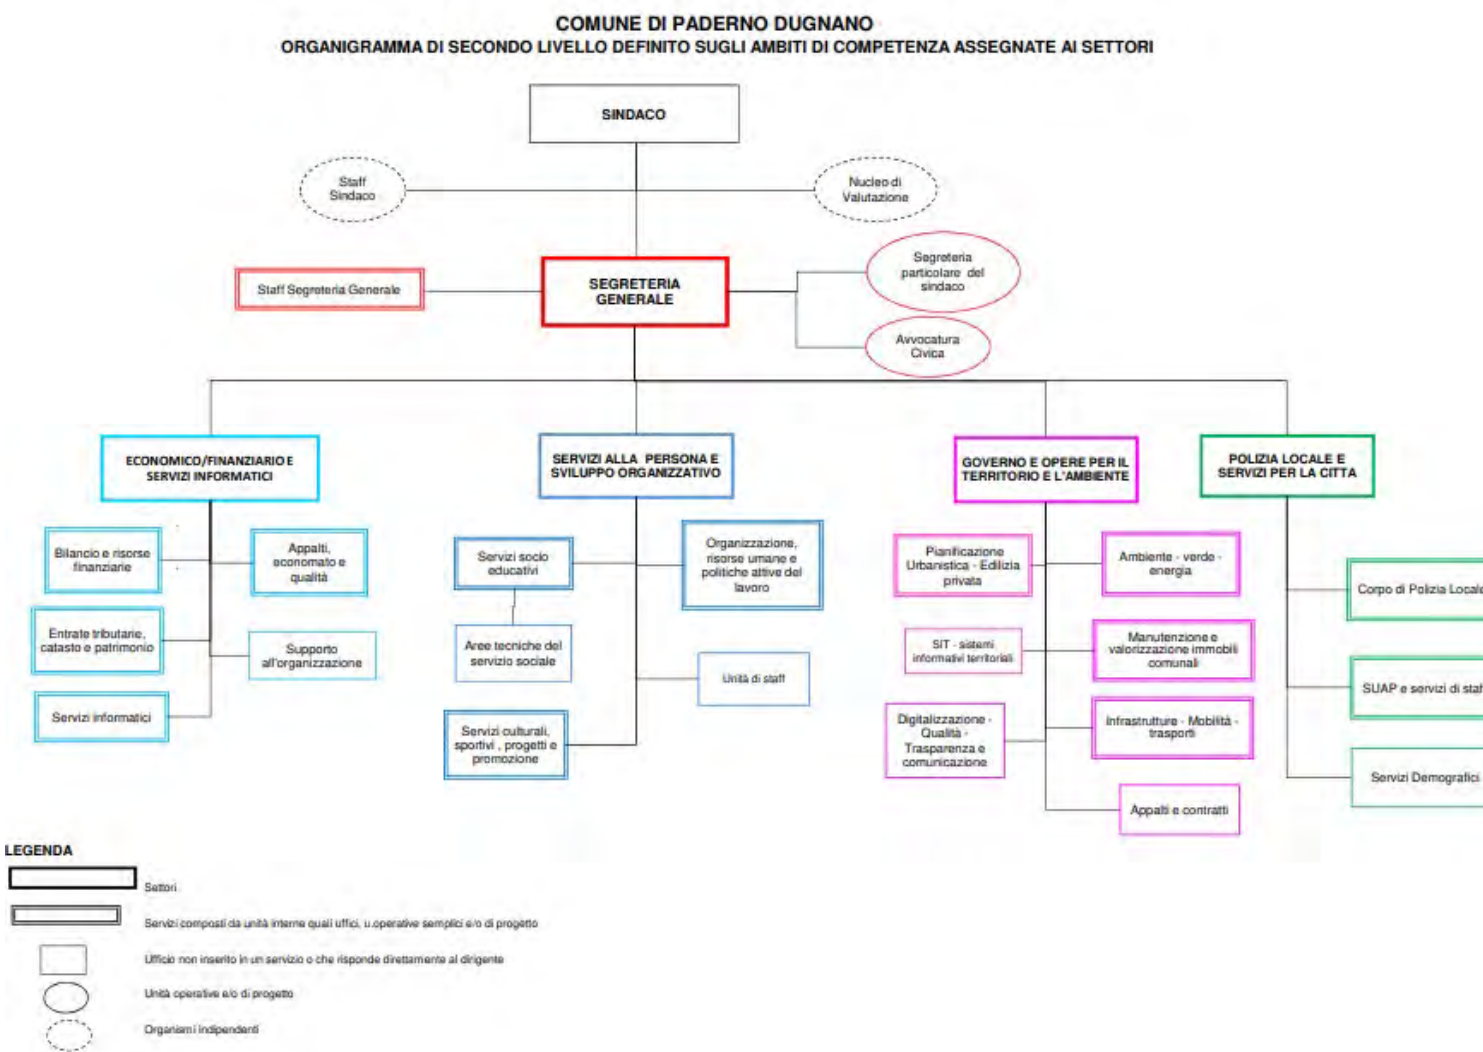 COMUNE DI PADERNO DUGNANO
ORGANIGRAMMA DI SECONDO LIVELLO DEFINITO SUGLI AMBITI DI COMPETENZA ASSEGNATE AI SETTORI
SINDACO
Staff
Sindaco
Nucleo di
Valutazione
Staff Segreteria Generale
SEGRETERIA
GENERALE
Segreteria
particolare del
sindaco
Avvocatura
Civica
ECONOMICO/FINANZIARIO E
SERVIZI INFORMATICI
Bilancio e risorse
finanziarie
Appalti,
economato e
qualità
Entrate tributarie,
catasto e patrimonio
Supporto
all'organizzazione
Servizi informatici
SERVIZI ALLA PERSONA E
SVILUPPO ORGANIZZATIVO
Servizi socio
educativi
Organizzazione,
risorse umane e
politiche attive del
lavoro
Aree tecniche del
servizio sociale
Unità di staff
Servizi culturali,
sportivi , progetti e
promozione
GOVERNO E OPERE PER IL
TERRITORIO E L'AMBIENTE
Pianificazione
Urbanistica - Edilizia
privata
Ambiente - verde -
energia
SIT - sistemi
informativi territoriali
Manutenzione e
valorizzazione immobili
comunali
Digitalizzazione -
Qualità -
Trasparenza e
comunicazione
Infrastrutture - Mobilità -
trasporti
Appalti e contratti
POLIZIA LOCALE E
SERVIZI PER LA CITTA
Corpo di Polizia Locale
SUAP e servizi di staf
Servizi Demografici
LEGENDA
Settori
Servizi composti da unità interne quali uffici, u.operative semplici e/o di progetto
Ufficio non inserito in un servizio o che risponde direttamente al dirigente
Unità operative e/o di progetto
Organismi indipendenti